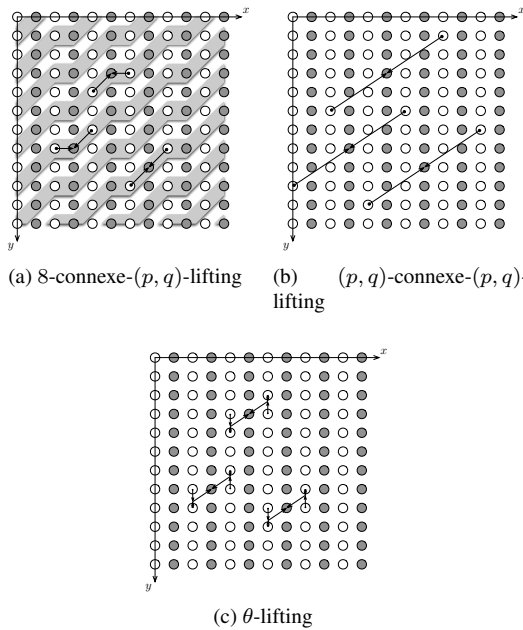 x
x
y
y
(a) 8-connexe-(p, q)-lifting
(b) (p, q)-connexe-(p, q)-
lifting
x
y
(c) θ-lifting